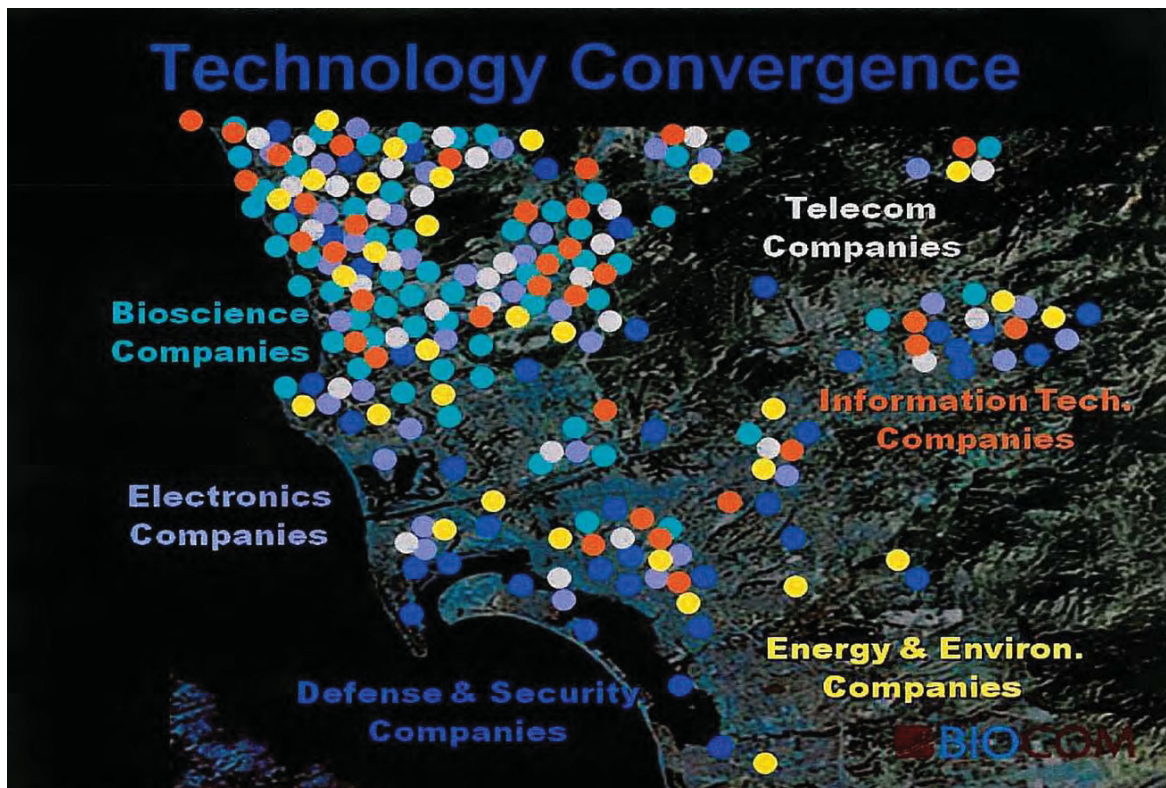 Technology Convergence
Telecom
Companies
Bioscience
Companies
Information Tech.
Companies
Electronics
Companies
Energy & Environ.
Companies
Defense & Security
Companies
BIOCOM